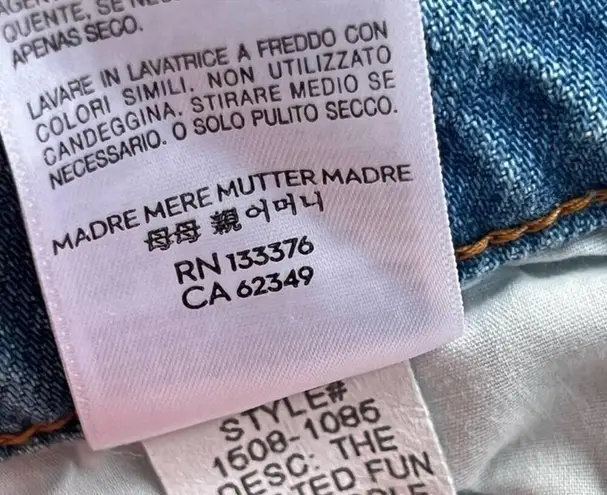 QUENTE, SE
APENAS SECO.
LAVARE IN LAVATRICE A FREDDO CON
COLORI SIMILI. NON UTILIZZATO
CANDEGGINA. STIRARE MEDIO SE
NECESSARIO. O SOLO PULITO SECCO.
MADRE MERE MUTTER MADRE
母母 親 어머니
RN 133376
CA 62349
STYLE#
1508-1085
DESC: THE
FUN